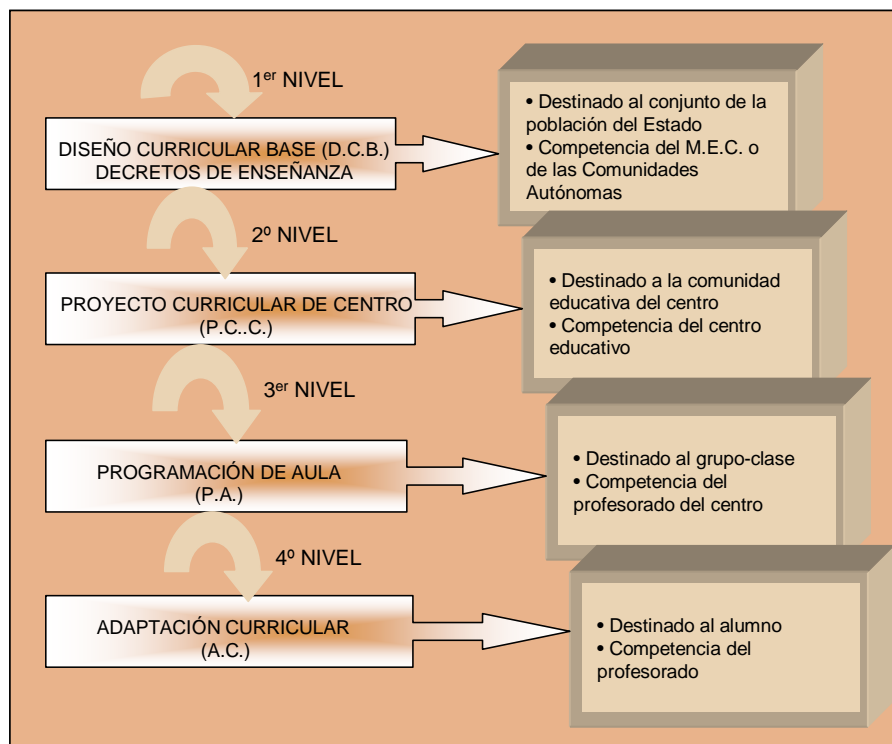 1er NIVEL
DISEÑO CURRICULAR BASE (D.C.B.)
DECRETOS DE ENSEÑANZA
• Destinado al conjunto de la
población del Estado
• Competencia del M.E.C. o
de las Comunidades
Autónomas
2º NIVEL
PROYECTO CURRICULAR DE CENTRO
(P.C..C.)
• Destinado a la comunidad
educativa del centro
• Competencia del centro
educativo
3er NIVEL
PROGRAMACIÓN DE AULA
(P.A.)
• Destinado al grupo-clase
• Competencia del
profesorado del centro
4º NIVEL
ADAPTACIÓN CURRICULAR
(A.C.)
• Destinado al alumno
• Competencia del
profesorado